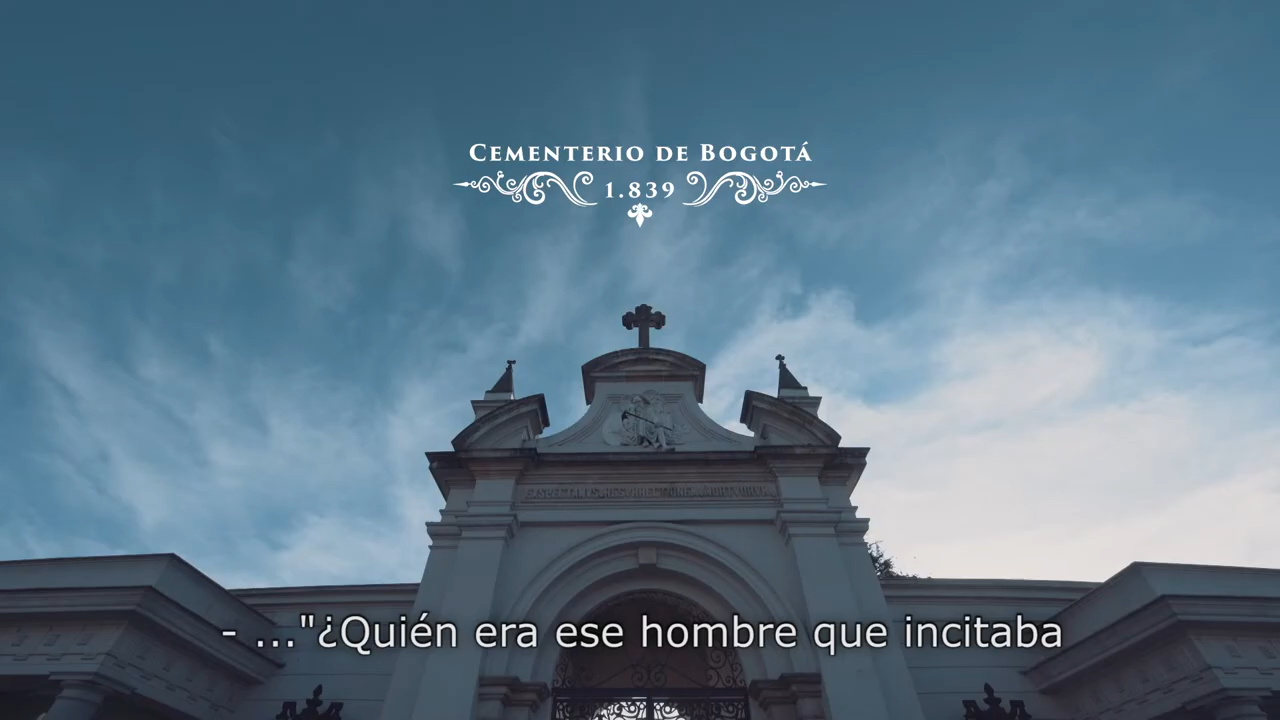 CEMENTERIO DE BOGOTÁ
1.839
- ..."¿Quién era ese hombre que incitaba